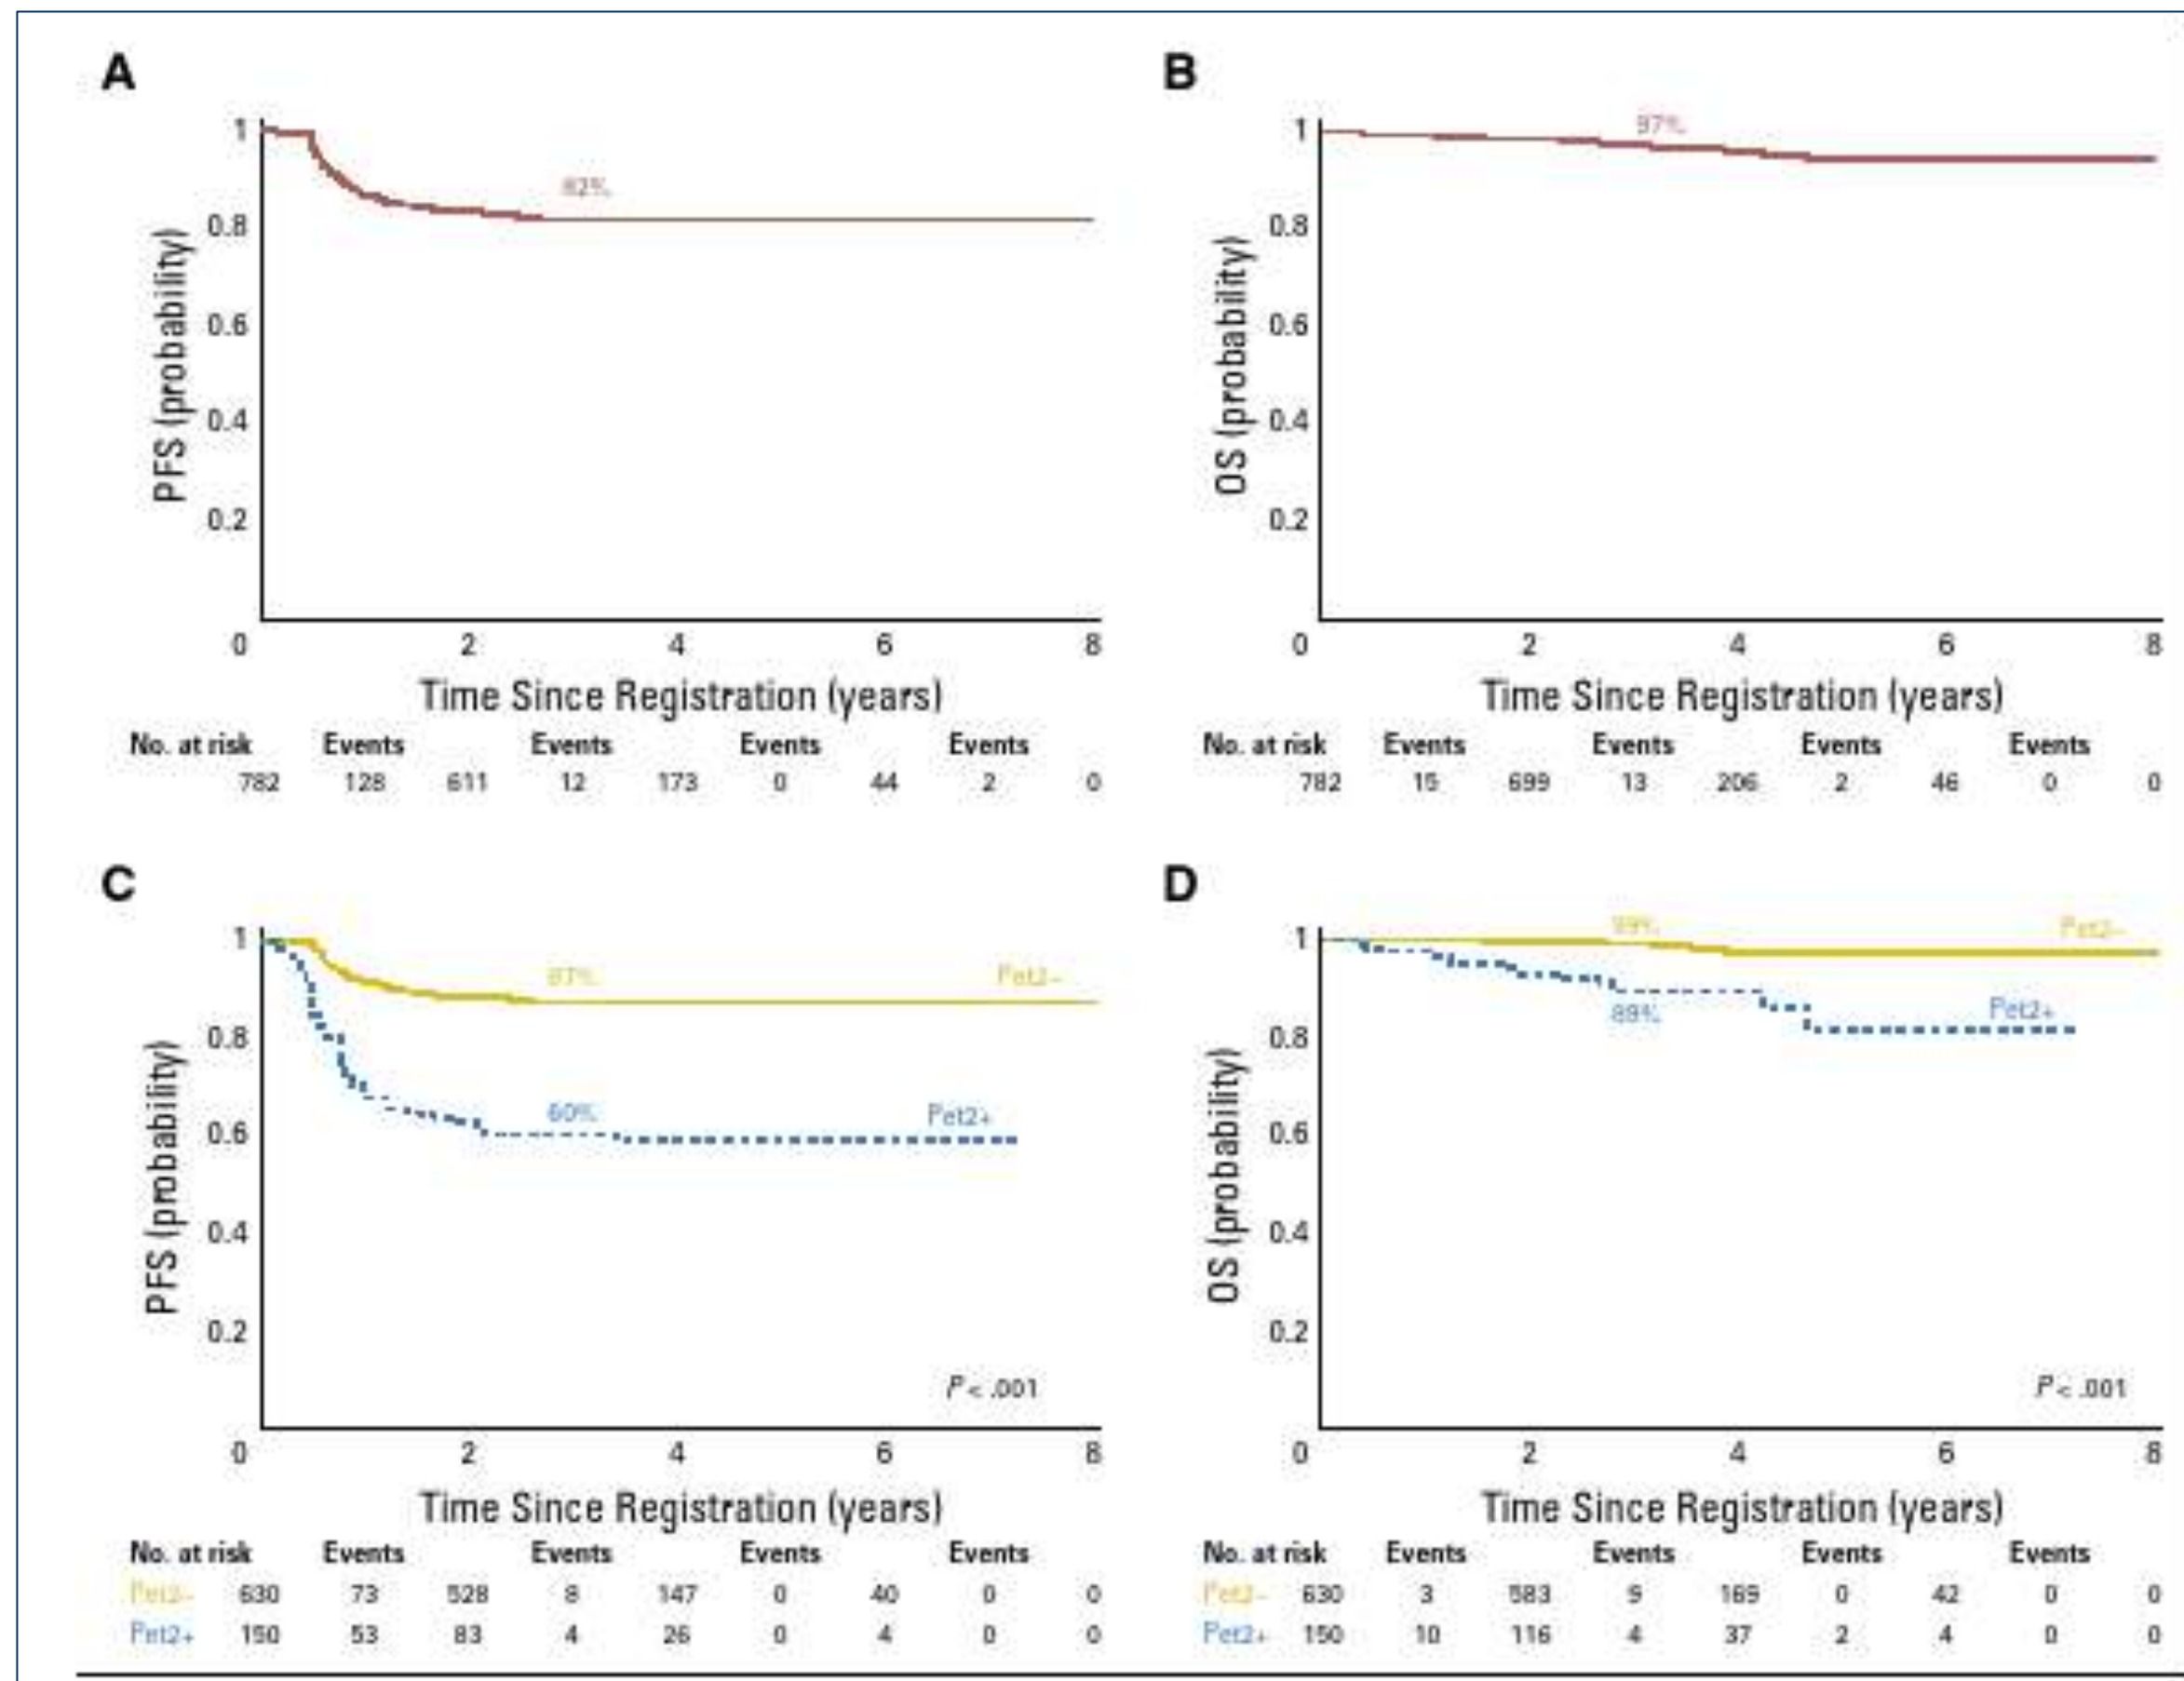 A
1
82%
0.8
0.6
0.4
0.2
PFS (probability)
0 2 4 6 8
Time Since Registration (years)
No. at risk Events Events Events Events
782 128 611 12 173 0 44 2 0
B
1
97%
0.8
0.6
0.4
0.2
OS (probability)
0 2 4 6 8
Time Since Registration (years)
No. at risk Events Events Events Events
782 15 699 13 206 2 46 0 0
C
1
87%
Pet2–
0.8
60%
Pet2+
0.6
0.4
0.2
P < .001
PFS (probability)
0 2 4 6 8
Time Since Registration (years)
No. at risk Events Events Events Events
Pet2– 630 73 528 8 147 0 40 0 0
Pet2+ 150 53 83 4 26 0 4 0 0
D
1
99%
Pet2–
89%
Pet2+
0.8
0.6
0.4
0.2
P < .001
OS (probability)
0 2 4 6 8
Time Since Registration (years)
No. at risk Events Events Events Events
Pet2– 630 3 583 9 169 0 42 0 0
Pet2+ 150 10 116 4 37 2 4 0 0